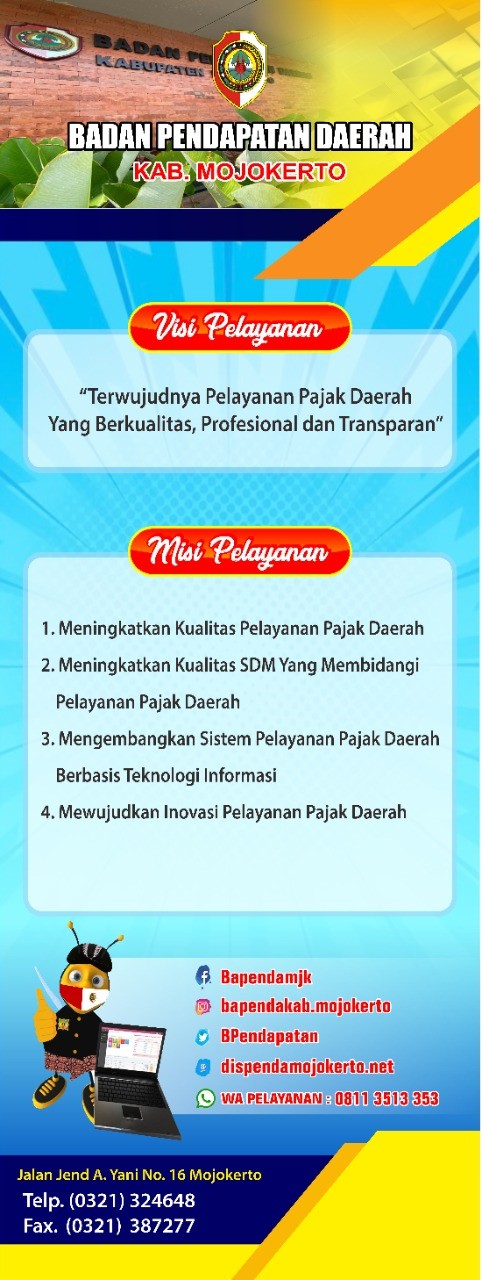 BADAN PE
KABUPATEN
BADAN PENDAPATAN DAERAH
KAB. MOJOKERTO
Visi Pelayanan
“Terwujudnya Pelayanan Pajak Daerah
Yang Berkualitas, Profesional dan Transparan”
Misi Pelayanan
1. Meningkatkan Kualitas Pelayanan Pajak Daerah
2. Meningkatkan Kualitas SDM Yang Membidangi
Pelayanan Pajak Daerah
3. Mengembangkan Sistem Pelayanan Pajak Daerah
Berbasis Teknologi Informasi
4. Mewujudkan Inovasi Pelayanan Pajak Daerah
Bapendamjk
bapendakab.mojokerto
BPendapatan
dispendamojokerto.net
WA PELAYANAN : 0811 3513 353
Jalan Jend A. Yani No. 16 Mojokerto
Telp. (0321) 324648
Fax. (0321) 387277